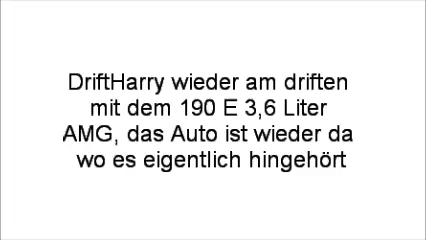 DriftHarry wieder am driften
mit dem 190 E 3,6 Liter
AMG, das Auto ist wieder da
wo es eigentlich hingehört